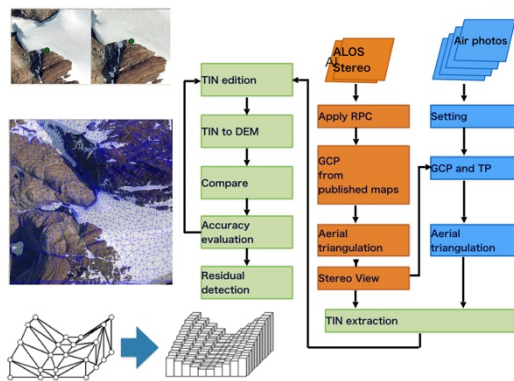 ALOS
Stereo
Air photos
TIN edition
TIN to DEM
Compare
Accuracy
evaluation
Residual
detection
Apply RPC
GCP
from
published maps
Aerial
triangulation
Stereo View
Setting
GCP and TP
Aerial
triangulation
TIN extraction